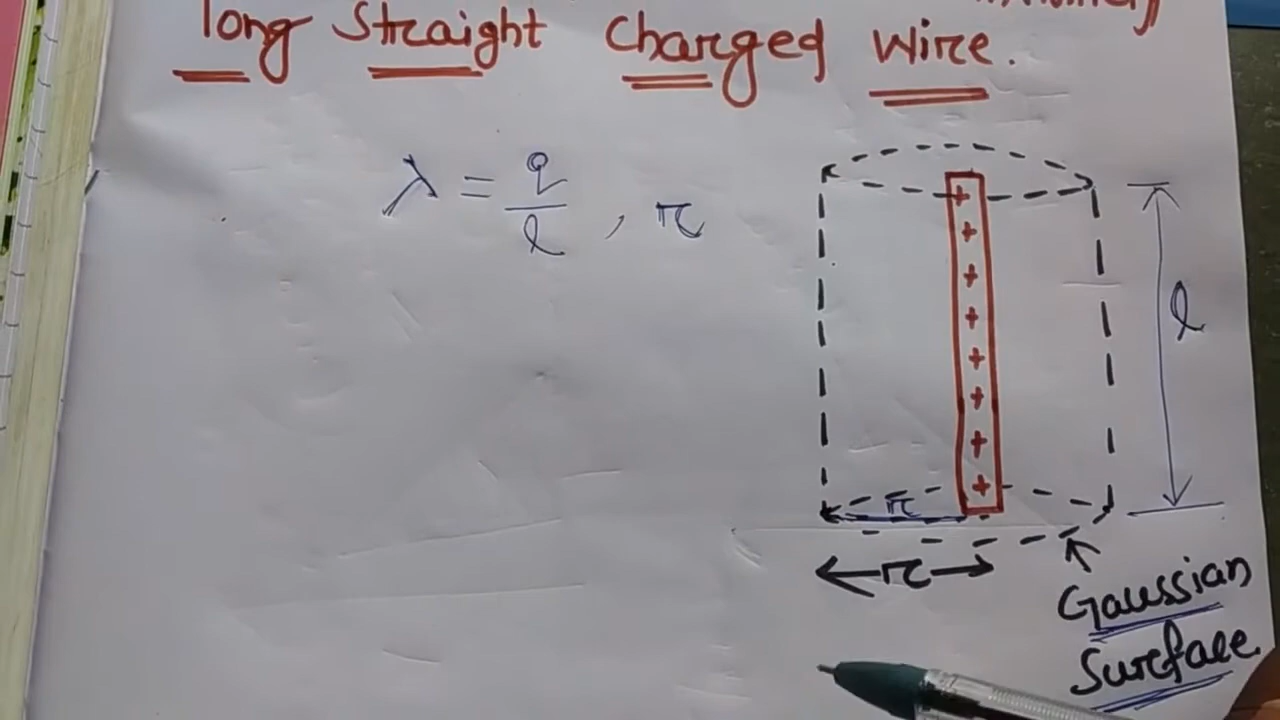 long straight charged wire.
λ = q/l , r
+
+
+
+
+
+
+
+
l
r
r
Gaussian
Surface